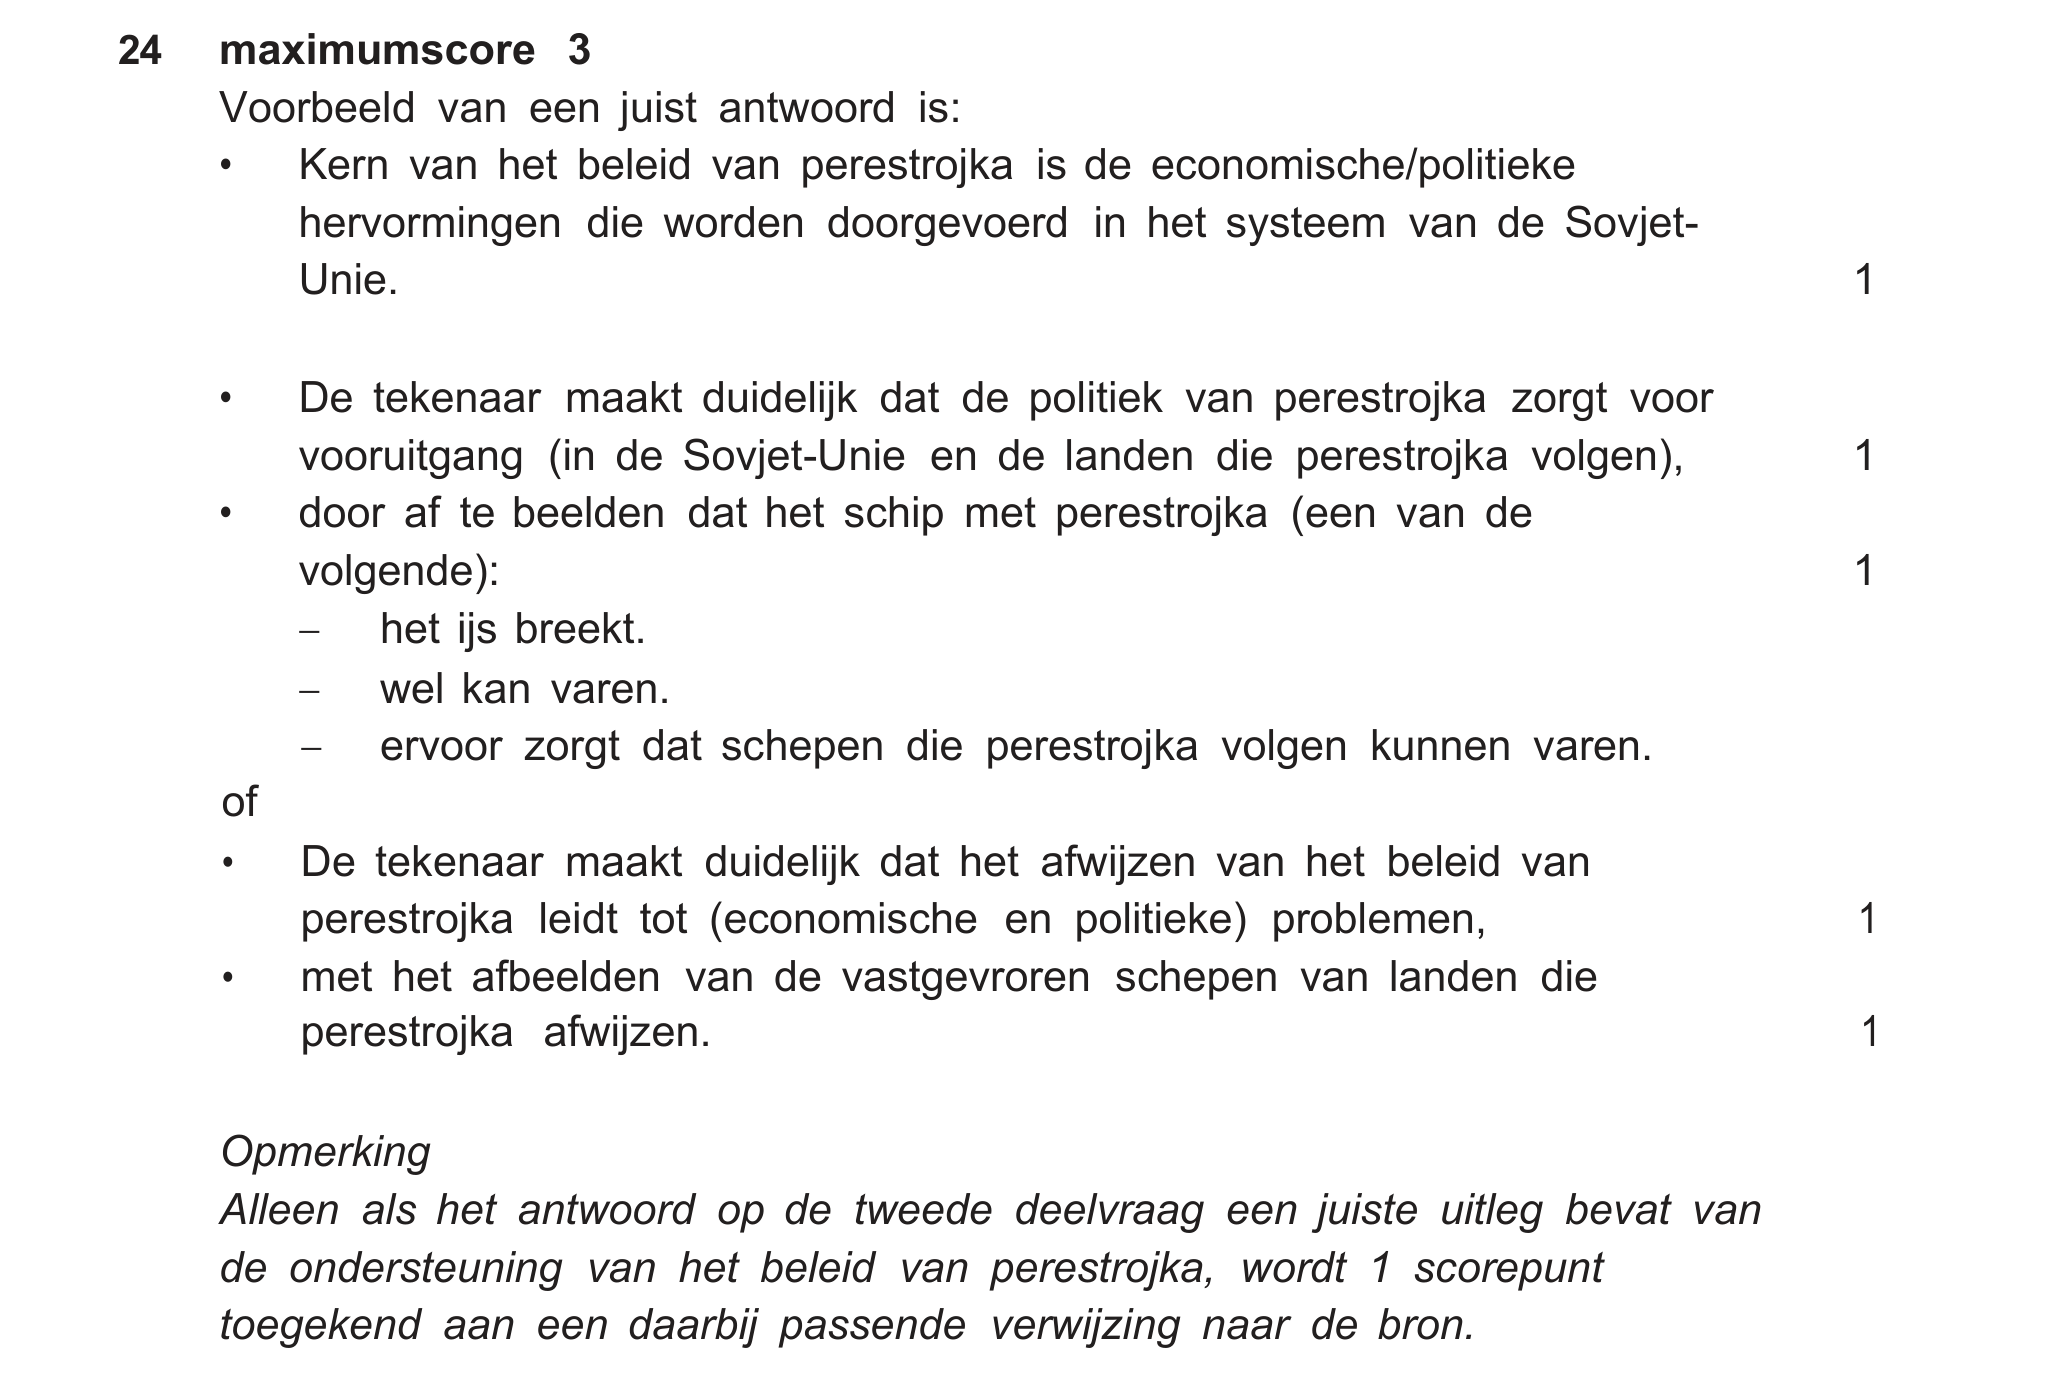 24 maximumscore 3
Voorbeeld van een juist antwoord is:
• Kern van het beleid van perestrojka is de economische/politieke
hervormingen die worden doorgevoerd in het systeem van de Sovjet-
Unie. 1
• De tekenaar maakt duidelijk dat de politiek van perestrojka zorgt voor
vooruitgang (in de Sovjet-Unie en de landen die perestrojka volgen), 1
• door af te beelden dat het schip met perestrojka (een van de
volgende): 1
− het ijs breekt.
− wel kan varen.
− ervoor zorgt dat schepen die perestrojka volgen kunnen varen.
of
• De tekenaar maakt duidelijk dat het afwijzen van het beleid van
perestrojka leidt tot (economische en politieke) problemen, 1
• met het afbeelden van de vastgevroren schepen van landen die
perestrojka afwijzen. 1
Opmerking
Alleen als het antwoord op de tweede deelvraag een juiste uitleg bevat van
de ondersteuning van het beleid van perestrojka, wordt 1 scorepunt
toegekend aan een daarbij passende verwijzing naar de bron.